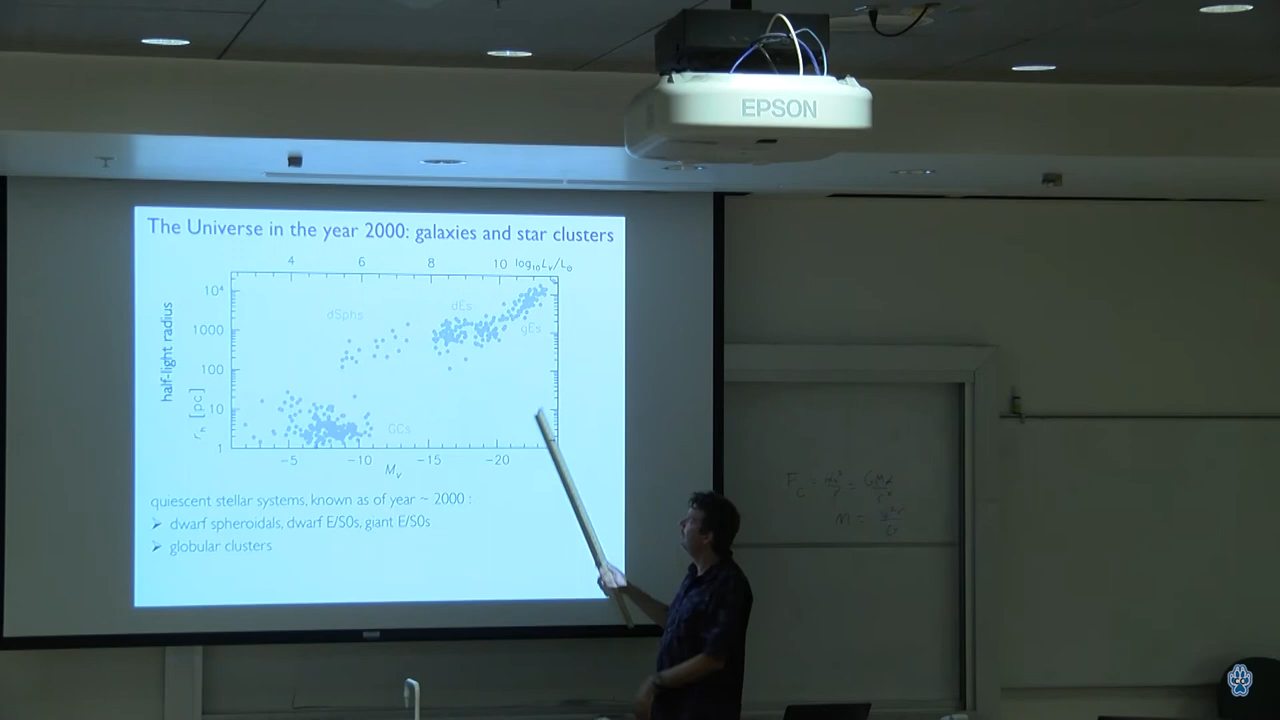 EPSON
The Universe in the year 2000: galaxies and star clusters
4 6 8 10 log₁₀Lᵥ/L⊙
10⁴
1000
100
10
1
half-light radius
rₕ [pc]
dSphs
dEs
gEs
GCs
-5 -10 -15 -20
Mᵥ
quiescent stellar systems, known as of year ~ 2000 :
➢ dwarf spheroidals, dwarf E/S0s, giant E/S0s
➢ globular clusters